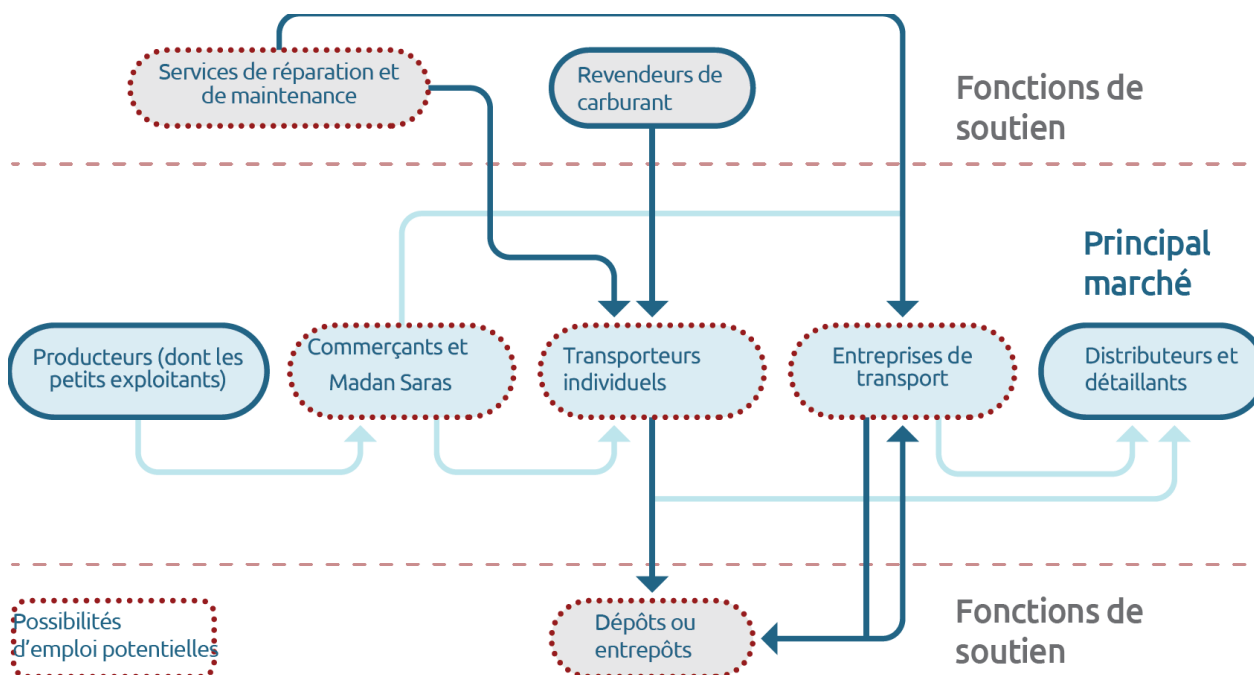 Services de réparation et
de maintenance
Revendeurs de
carburant
Fonctions de
soutien
Principal
marché
Producteurs (dont les
petits exploitants)
Commerçants et
Madan Saras
Transporteurs
individuels
Entreprises de
transport
Distributeurs et
détaillants
Possibilités
d’emploi potentielles
Dépôts ou
entrepôts
Fonctions de
soutien